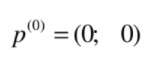 p⁽⁰⁾ = (0; 0)